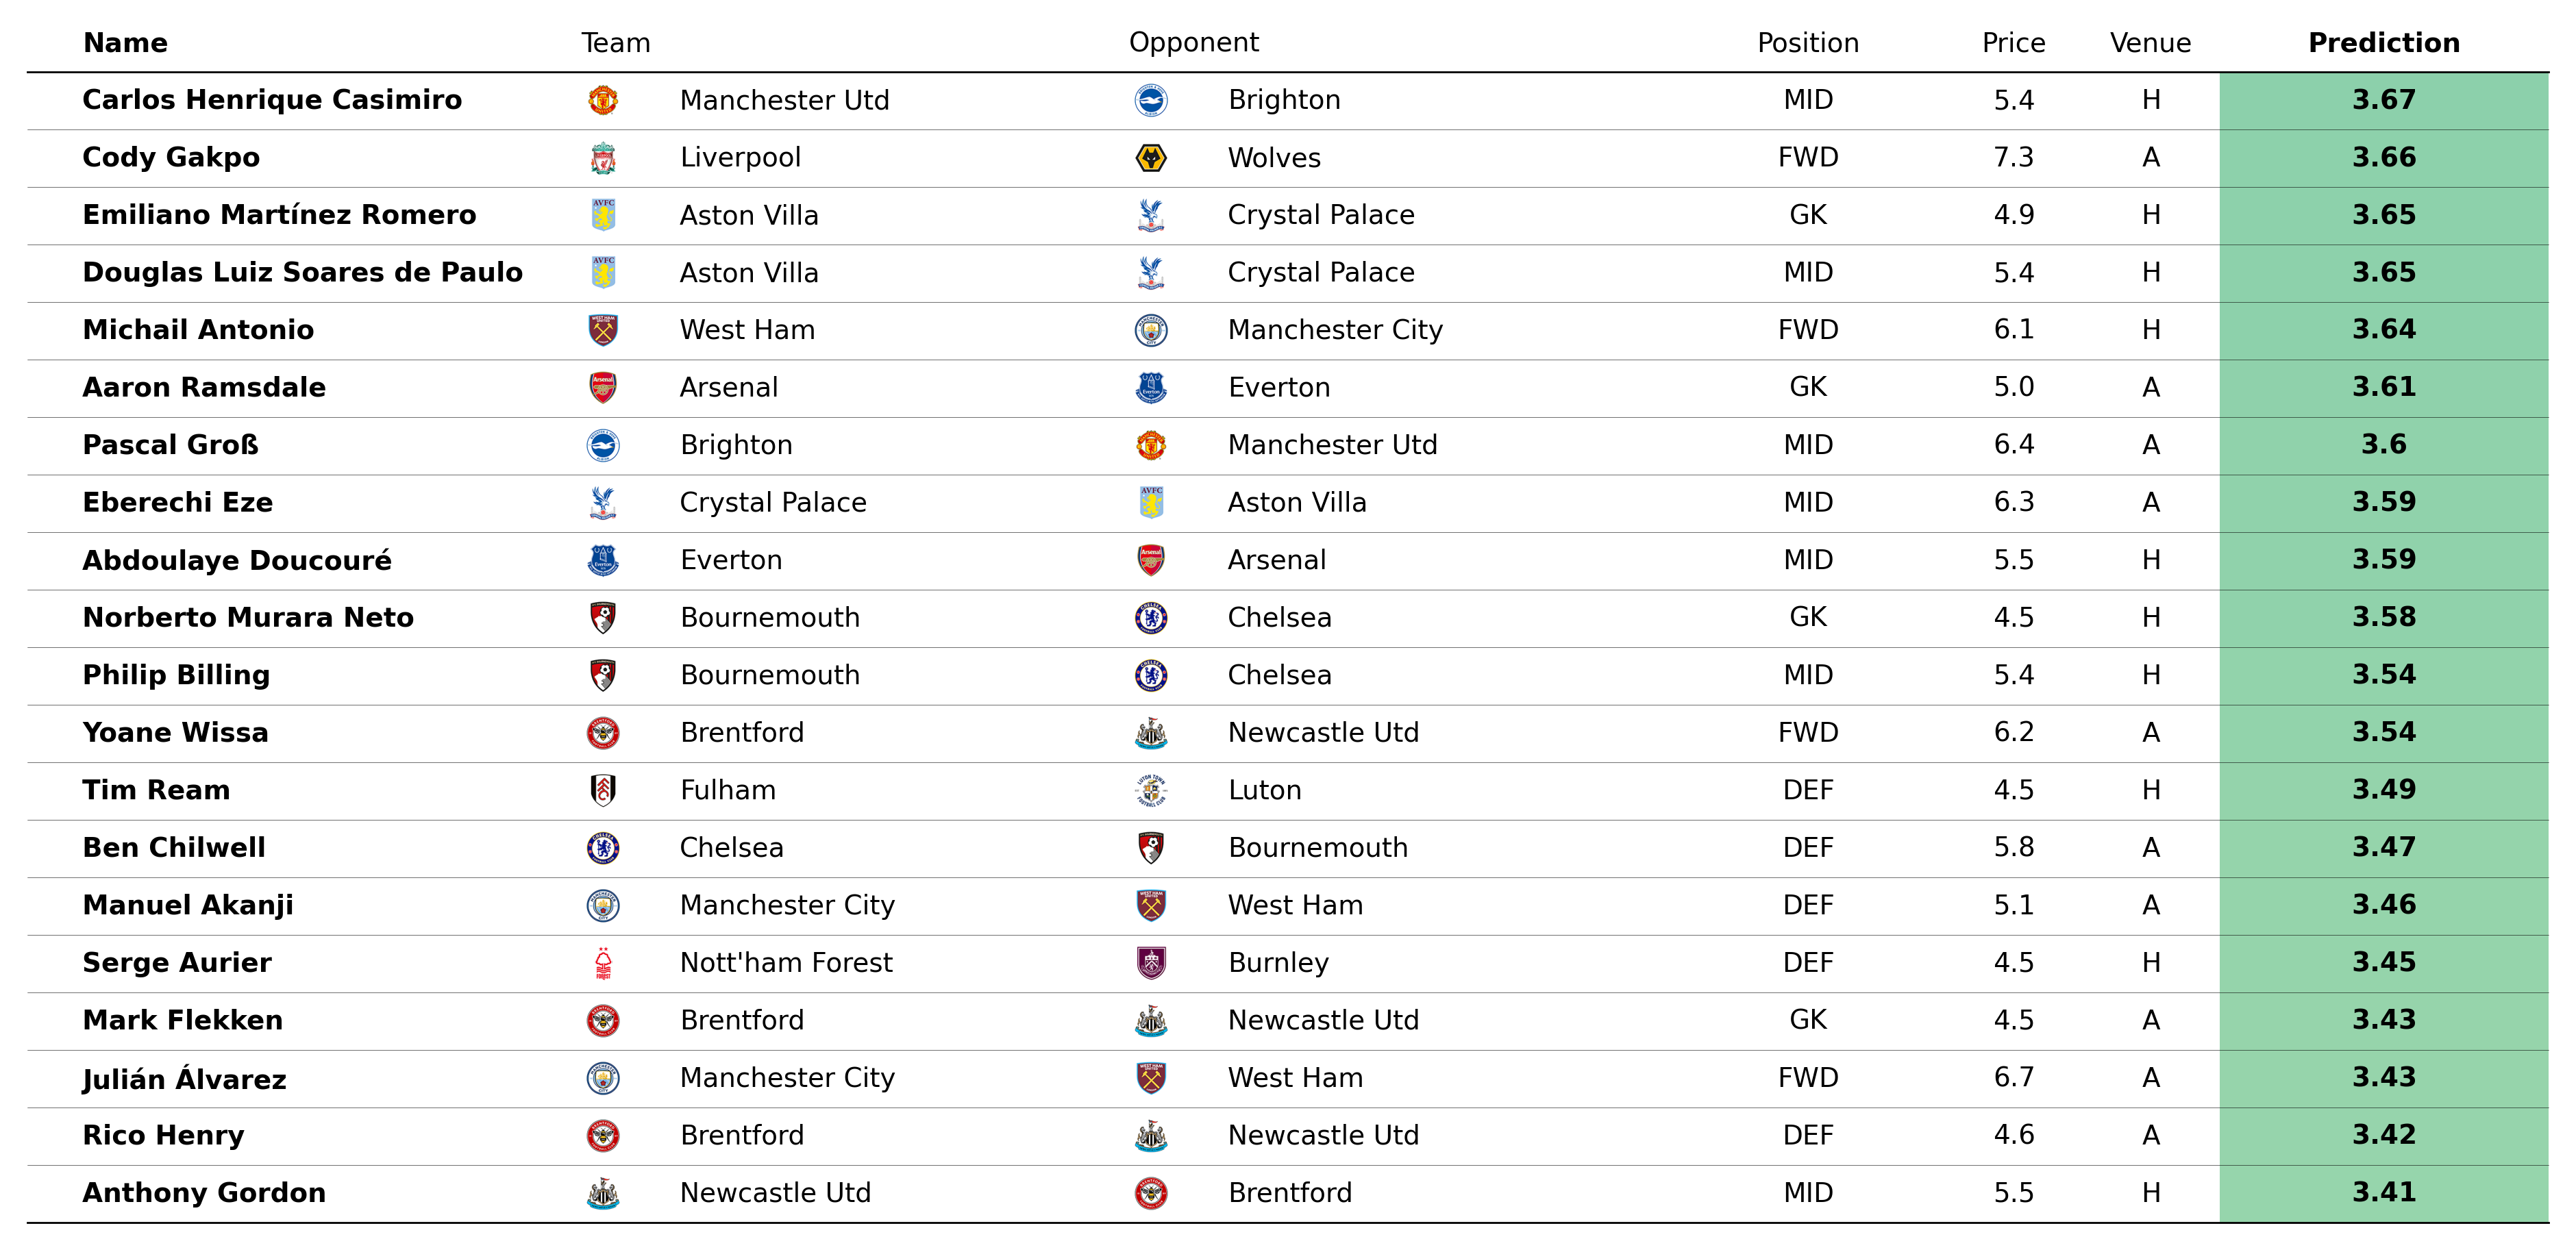 Name Team Opponent Position Price Venue Prediction
Carlos Henrique Casimiro Manchester Utd Brighton MID 5.4 H 3.67
Cody Gakpo Liverpool Wolves FWD 7.3 A 3.66
Emiliano Martínez Romero Aston Villa Crystal Palace GK 4.9 H 3.65
Douglas Luiz Soares de Paulo Aston Villa Crystal Palace MID 5.4 H 3.65
Michail Antonio West Ham Manchester City FWD 6.1 H 3.64
Aaron Ramsdale Arsenal Everton GK 5.0 A 3.61
Pascal Groß Brighton Manchester Utd MID 6.4 A 3.6
Eberechi Eze Crystal Palace Aston Villa MID 6.3 A 3.59
Abdoulaye Doucouré Everton Arsenal MID 5.5 H 3.59
Norberto Murara Neto Bournemouth Chelsea GK 4.5 H 3.58
Philip Billing Bournemouth Chelsea MID 5.4 H 3.54
Yoane Wissa Brentford Newcastle Utd FWD 6.2 A 3.54
Tim Ream Fulham Luton DEF 4.5 H 3.49
Ben Chilwell Chelsea Bournemouth DEF 5.8 A 3.47
Manuel Akanji Manchester City West Ham DEF 5.1 A 3.46
Serge Aurier Nott'ham Forest Burnley DEF 4.5 H 3.45
Mark Flekken Brentford Newcastle Utd GK 4.5 A 3.43
Julián Álvarez Manchester City West Ham FWD 6.7 A 3.43
Rico Henry Brentford Newcastle Utd DEF 4.6 A 3.42
Anthony Gordon Newcastle Utd Brentford MID 5.5 H 3.41